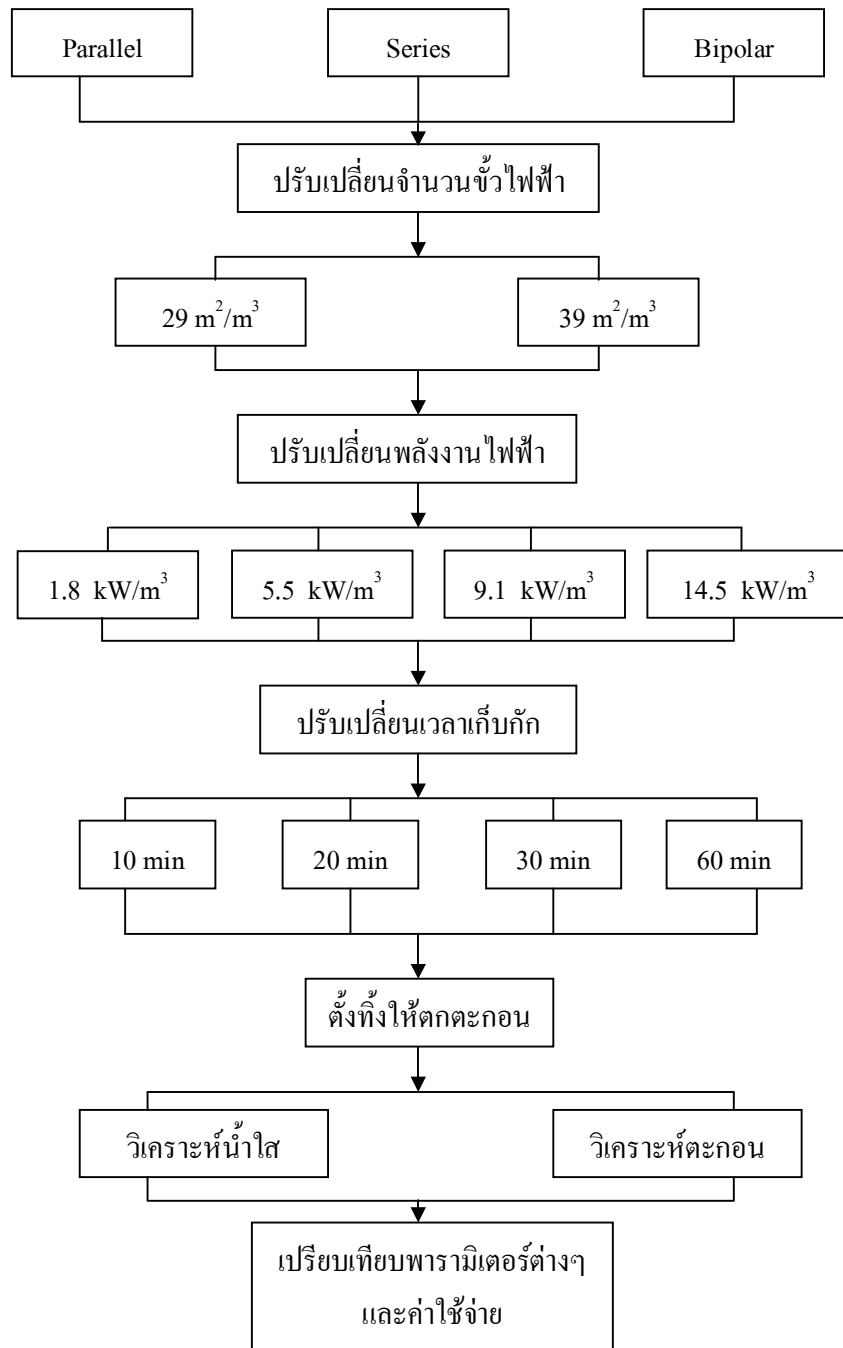 Parallel Series Bipolar
ปรับเปลี่ยนจำนวนขั้วไฟฟ้า
29 m²/m³ 39 m²/m³
ปรับเปลี่ยนพลังงานไฟฟ้า
1.8 kW/m³ 5.5 kW/m³ 9.1 kW/m³ 14.5 kW/m³
ปรับเปลี่ยนเวลาเก็บกัก
10 min 20 min 30 min 60 min
ตั้งทิ้งให้ตกตะกอน
วิเคราะห์น้ำใส วิเคราะห์ตะกอน
เปรียบเทียบพารามิเตอร์ต่างๆ
และค่าใช้จ่าย